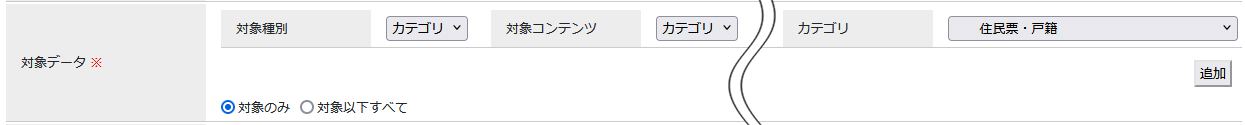 対象種別 カテゴリ 対象コンテンツ カテゴリ カテゴリ 住民票・戸籍
対象データ ※
追加
対象のみ 対象以下すべて